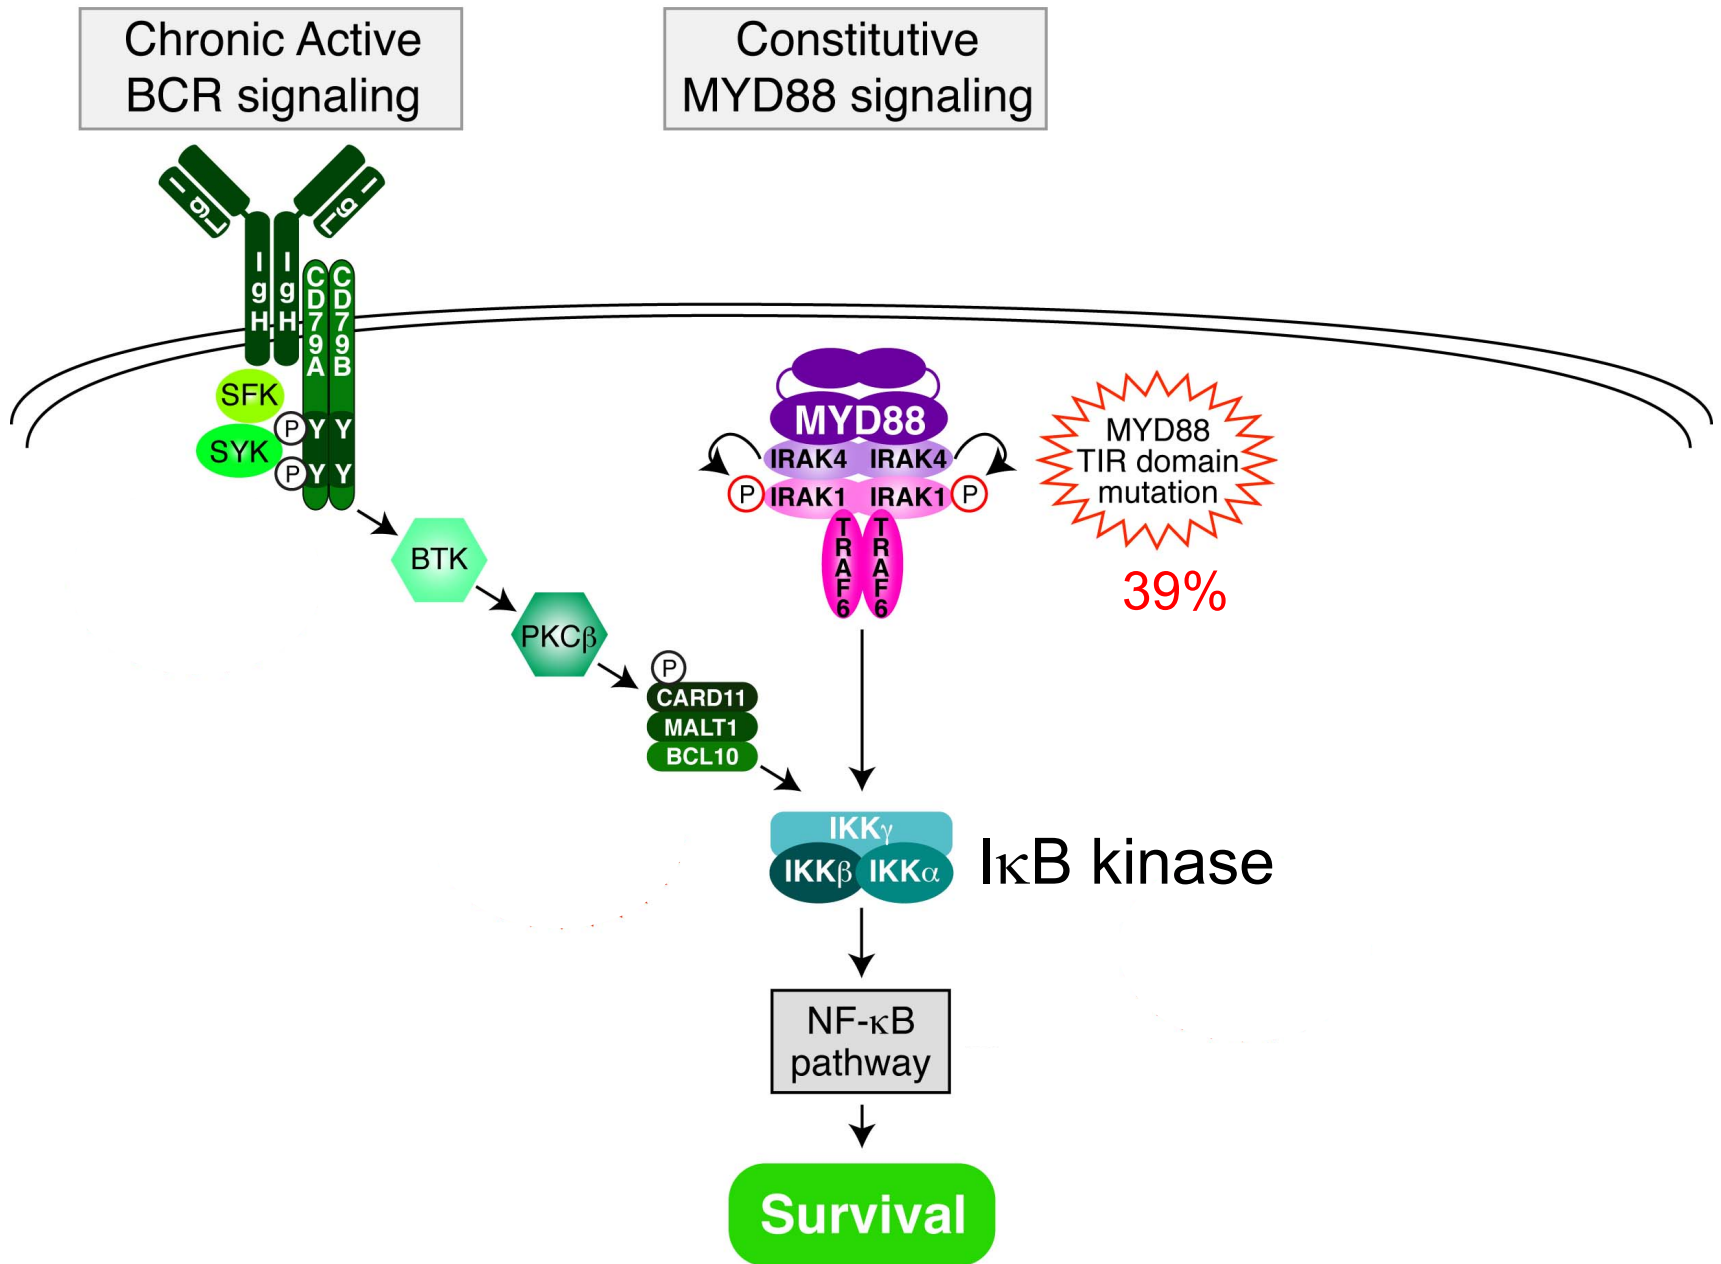 Chronic Active
BCR signaling
Constitutive
MYD88 signaling
IgL
IgL
IgH
IgH
CD79A
CD79B
SFK
SYK
P
P
Y
Y
Y
Y
BTK
PKCβ
P
CARD11
MALT1
BCL10
MYD88
IRAK4 IRAK4
P IRAK1 IRAK1 P
TRAF6
TRAF6
MYD88
TIR domain
mutation
39%
IKKγ
IKKβ IKKα
IκB kinase
NF-κB
pathway
Survival